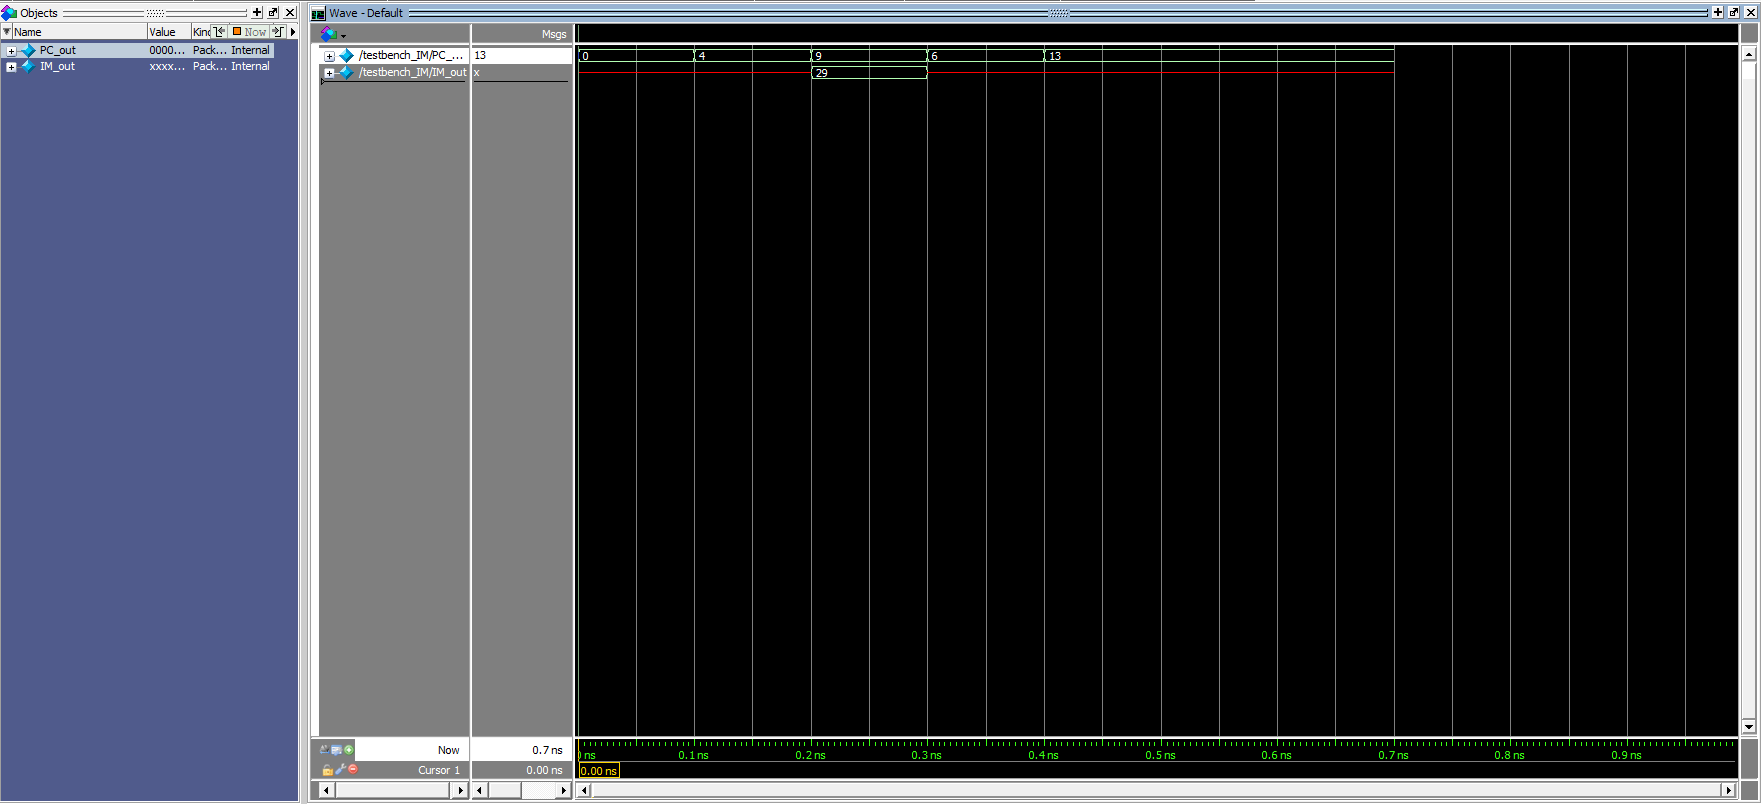 Objects
Name Value Kind Now
PC_out 0000... Pack... Internal
IM_out xxxx... Pack... Internal
Wave - Default
Msgs
/testbench_IM/PC_... 13 0 4 9 6 13
/testbench_IM/IM_out x 29
Now 0.7 ns ns 0.1 ns 0.2 ns 0.3 ns 0.4 ns 0.5 ns 0.6 ns 0.7 ns 0.8 ns 0.9 ns
Cursor 1 0.00 ns 0.00 ns